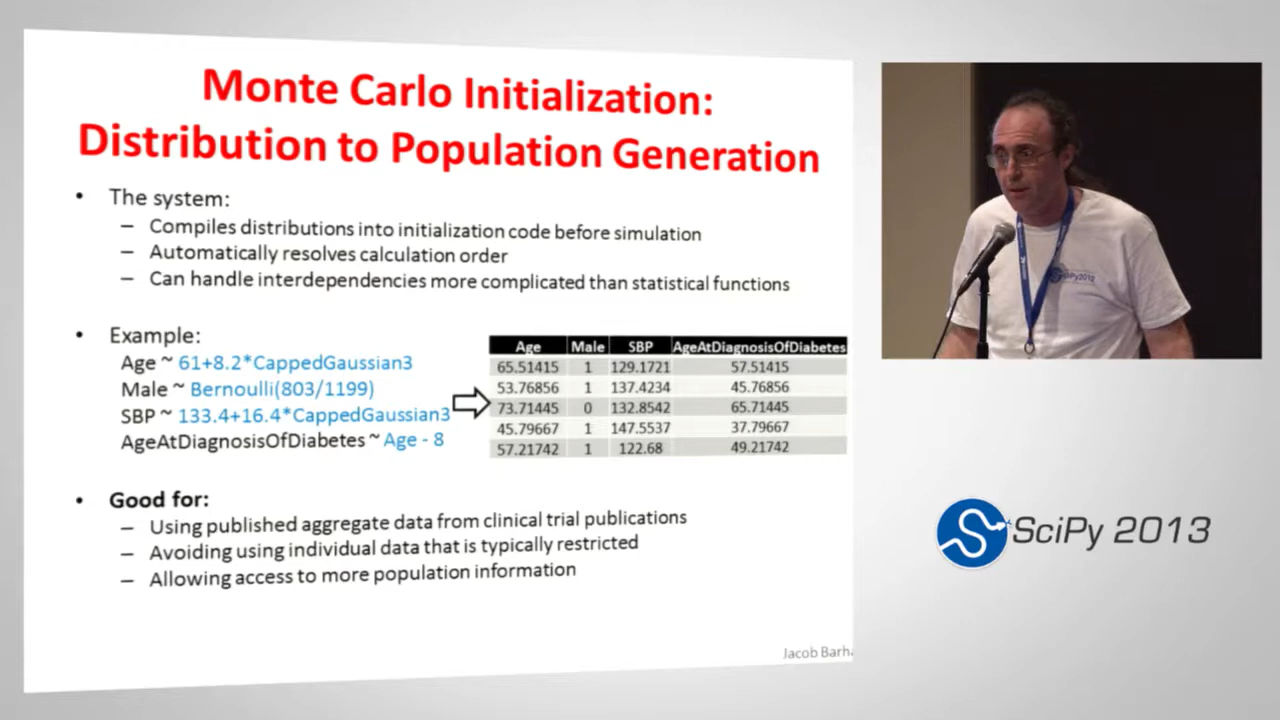 Monte Carlo Initialization:
Distribution to Population Generation
• The system:
– Compiles distributions into initialization code before simulation
– Automatically resolves calculation order
– Can handle interdependencies more complicated than statistical functions
• Example:
Age ~ 61+8.2*CappedGaussian3
Male ~ Bernoulli(803/1199)
SBP ~ 133.4+16.4*CappedGaussian3
AgeAtDiagnosisOfDiabetes ~ Age - 8
Age Male SBP AgeAtDiagnosisOfDiabetes
65.51415 1 129.1721 57.51415
53.76856 1 137.4234 45.76856
73.71445 0 132.8542 65.71445
45.79667 1 147.5537 37.79667
57.21742 1 122.68 49.21742
• Good for:
– Using published aggregate data from clinical trial publications
– Avoiding using individual data that is typically restricted
– Allowing access to more population information
Jacob Barha
SciPy2013
SciPy 2013